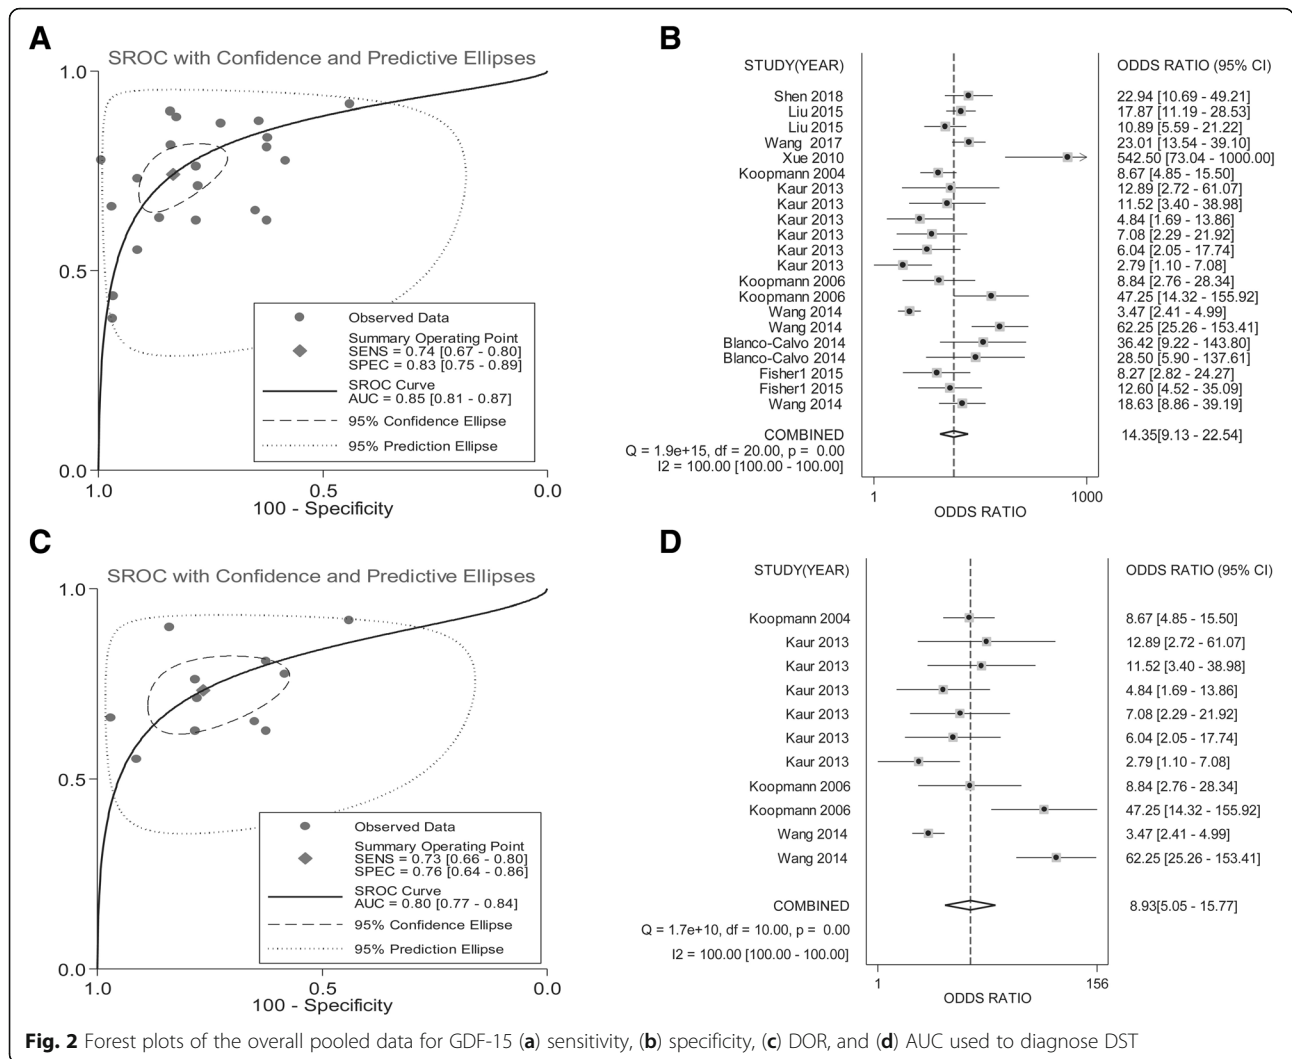 A
SROC with Confidence and Predictive Ellipses
1.0
0.5
0.0
1.0
0.5
0.0
100 - Specificity
Observed Data
Summary Operating Point
SENS = 0.74 [0.67 - 0.80]
SPEC = 0.83 [0.75 - 0.89]
SROC Curve
AUC = 0.85 [0.81 - 0.87]
95% Confidence Ellipse
95% Prediction Ellipse
B
STUDY(YEAR) ODDS RATIO (95% CI)
Shen 2018 22.94 [10.69 - 49.21]
Liu 2015 17.87 [11.19 - 28.53]
Liu 2015 10.89 [5.59 - 21.22]
Wang 2017 23.01 [13.54 - 39.10]
Xue 2010 542.50 [73.04 - 1000.00]
Koopmann 2004 8.67 [4.85 - 15.50]
Kaur 2013 12.89 [2.72 - 61.07]
Kaur 2013 11.52 [3.40 - 38.98]
Kaur 2013 4.84 [1.69 - 13.86]
Kaur 2013 7.08 [2.29 - 21.92]
Kaur 2013 6.04 [2.05 - 17.74]
Kaur 2013 2.79 [1.10 - 7.08]
Koopmann 2006 8.84 [2.76 - 28.34]
Koopmann 2006 47.25 [14.32 - 155.92]
Wang 2014 3.47 [2.41 - 4.99]
Wang 2014 62.25 [25.26 - 153.41]
Blanco-Calvo 2014 36.42 [9.22 - 143.80]
Blanco-Calvo 2014 28.50 [5.90 - 137.61]
Fisher1 2015 8.27 [2.82 - 24.27]
Fisher1 2015 12.60 [4.52 - 35.09]
Wang 2014 18.63 [8.86 - 39.19]
COMBINED 14.35[9.13 - 22.54]
Q = 1.9e+15, df = 20.00, p = 0.00
I2 = 100.00 [100.00 - 100.00]
1 1000
ODDS RATIO
C
SROC with Confidence and Predictive Ellipses
1.0
0.5
0.0
1.0
0.5
0.0
100 - Specificity
Observed Data
Summary Operating Point
SENS = 0.73 [0.66 - 0.80]
SPEC = 0.76 [0.64 - 0.86]
SROC Curve
AUC = 0.80 [0.77 - 0.84]
95% Confidence Ellipse
95% Prediction Ellipse
D
STUDY(YEAR) ODDS RATIO (95% CI)
Koopmann 2004 8.67 [4.85 - 15.50]
Kaur 2013 12.89 [2.72 - 61.07]
Kaur 2013 11.52 [3.40 - 38.98]
Kaur 2013 4.84 [1.69 - 13.86]
Kaur 2013 7.08 [2.29 - 21.92]
Kaur 2013 6.04 [2.05 - 17.74]
Kaur 2013 2.79 [1.10 - 7.08]
Koopmann 2006 8.84 [2.76 - 28.34]
Koopmann 2006 47.25 [14.32 - 155.92]
Wang 2014 3.47 [2.41 - 4.99]
Wang 2014 62.25 [25.26 - 153.41]
COMBINED 8.93[5.05 - 15.77]
Q = 1.7e+10, df = 10.00, p = 0.00
I2 = 100.00 [100.00 - 100.00]
1 156
ODDS RATIO
Fig. 2 Forest plots of the overall pooled data for GDF-15 (a) sensitivity, (b) specificity, (c) DOR, and (d) AUC used to diagnose DST